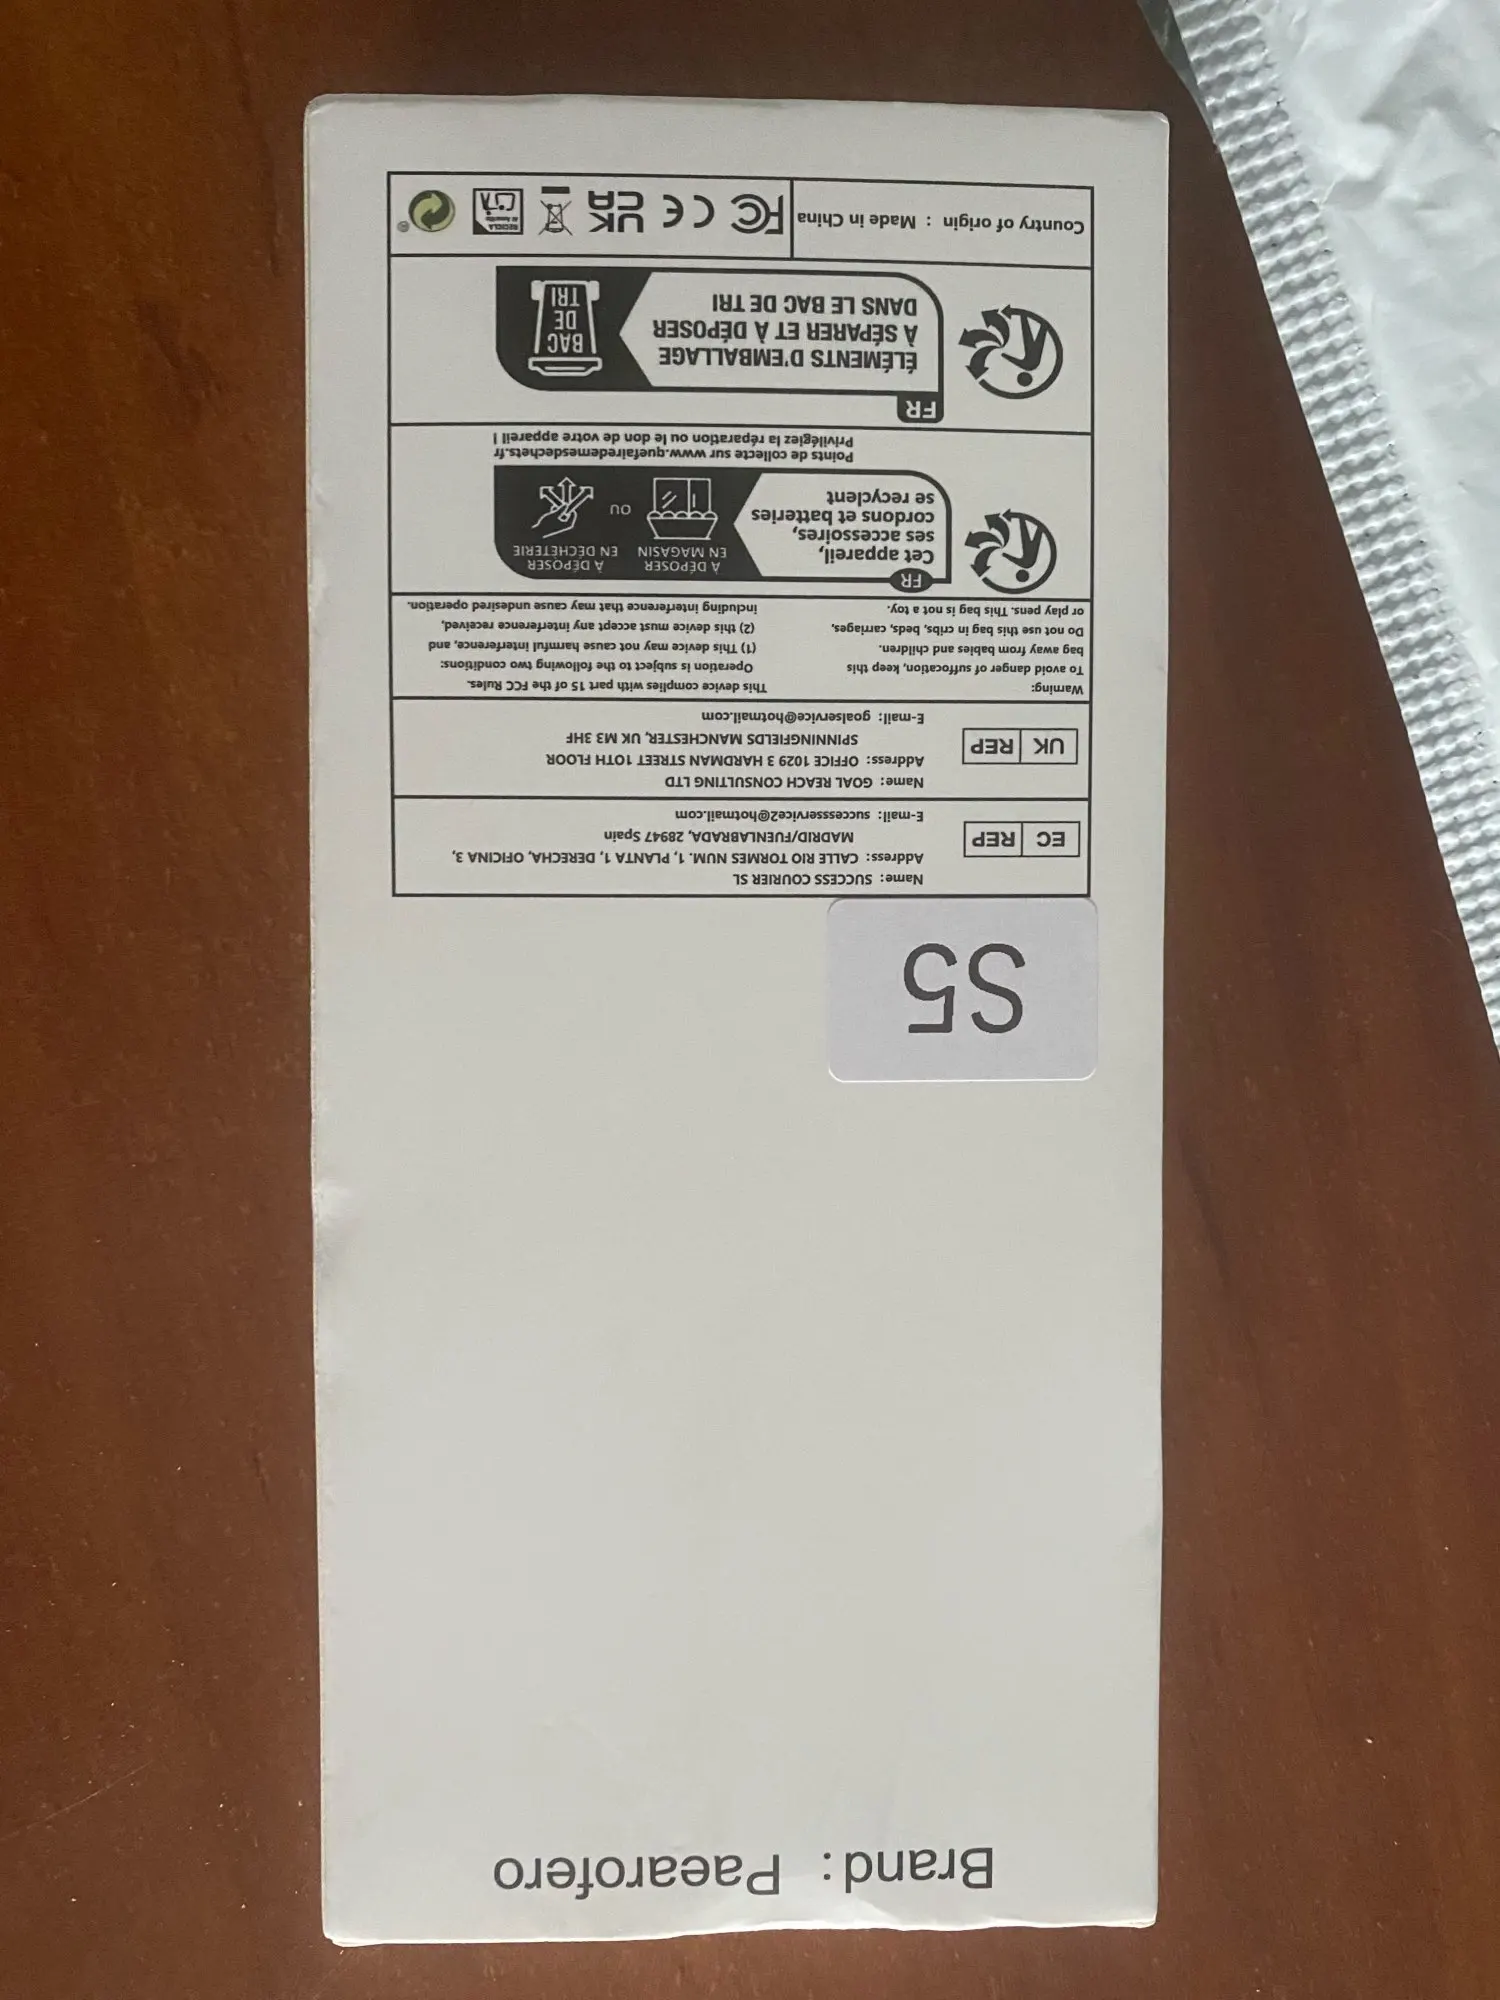 Brand: Paearofero
S5
EC REP
Name: SUCCESS COURIER SL
Address: CALLE RIO TORMES NUM. 1, PLANTA 1, DERECHA, OFICINA 3,
MADRID/FUENLABRADA, 28947 Spain
E-mail: successservice2@hotmail.com
UK REP
Name: GOAL REACH CONSULTING LTD
Address: OFFICE 1029 3 HARDMAN STREET 10TH FLOOR
SPINNINGFIELDS MANCHESTER, UK M3 3HF
E-mail: goalservice@hotmail.com
Warning:
To avoid danger of suffocation, keep this
bag away from babies and children.
Do not use this bag in cribs, beds, carriages,
or play pens. This bag is not a toy.
This device complies with part 15 of the FCC Rules.
Operation is subject to the following two conditions:
(1) This device may not cause harmful interference, and
(2) this device must accept any interference received,
including interference that may cause undesired operation.
FR
Cet appareil,
ses accessoires,
cordons et batteries
se recyclent
À DÉPOSER
EN MAGASIN
OU
À DÉPOSER
EN DÉCHÈTERIE
Points de collecte sur www.quefairedemesdechets.fr
Privilégiez la réparation ou le don de votre appareil !
FR
ÉLÉMENTS D'EMBALLAGE
À SÉPARER ET À DÉPOSER
DANS LE BAC DE TRI
BAC
DE
TRI
Country of origin : Made in China
FC CE UK CA
RECICLA
Al Amarillo